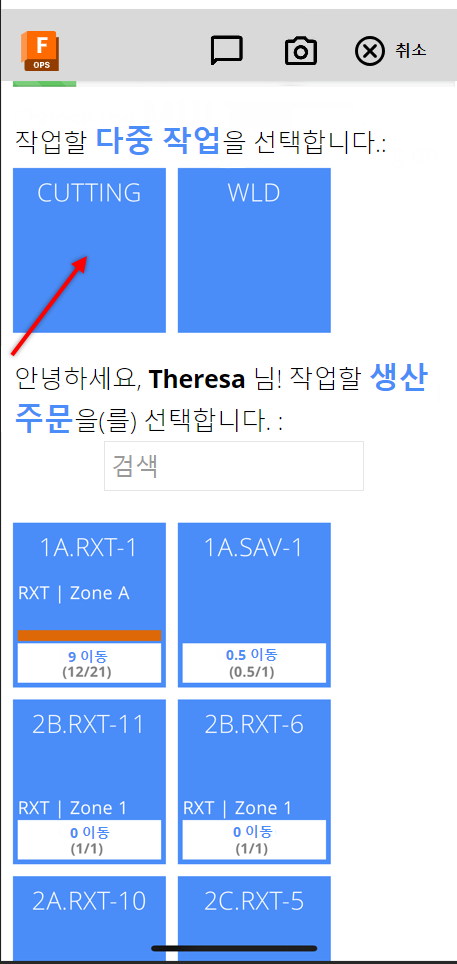 F
OPS
취소
작업할 다중 작업을 선택합니다.:
CUTTING
WLD
안녕하세요, Theresa 님! 작업할 생산
주문을(를) 선택합니다. :
검색
1A.RXT-1
RXT | Zone A
9 이동
(12/21)
1A.SAV-1
0.5 이동
(0.5/1)
2B.RXT-11
RXT | Zone 1
0 이동
(1/1)
2B.RXT-6
RXT | Zone 1
0 이동
(1/1)
2A.RXT-10
2C.RXT-5